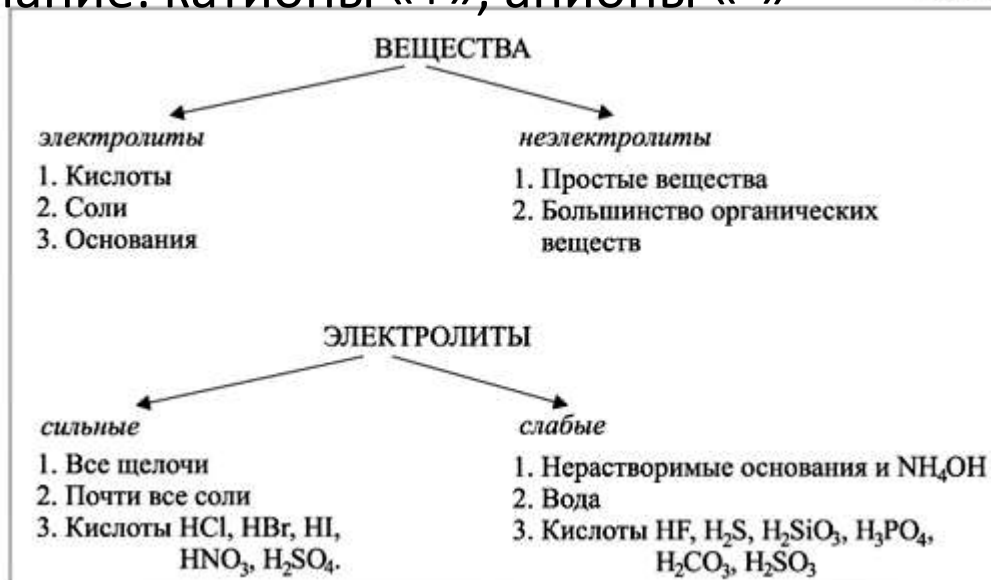 катионы «+», анионы «-»
ВЕЩЕСТВА
электролиты
1. Кислоты
2. Соли
3. Основания
неэлектролиты
1. Простые вещества
2. Большинство органических
веществ
ЭЛЕКТРОЛИТЫ
сильные
1. Все щелочи
2. Почти все соли
3. Кислоты HCl, HBr, HI,
HNO₃, H₂SO₄.
слабые
1. Нерастворимые основания и NH₄OH
2. Вода
3. Кислоты HF, H₂S, H₂SiO₃, H₃PO₄,
H₂CO₃, H₂SO₃